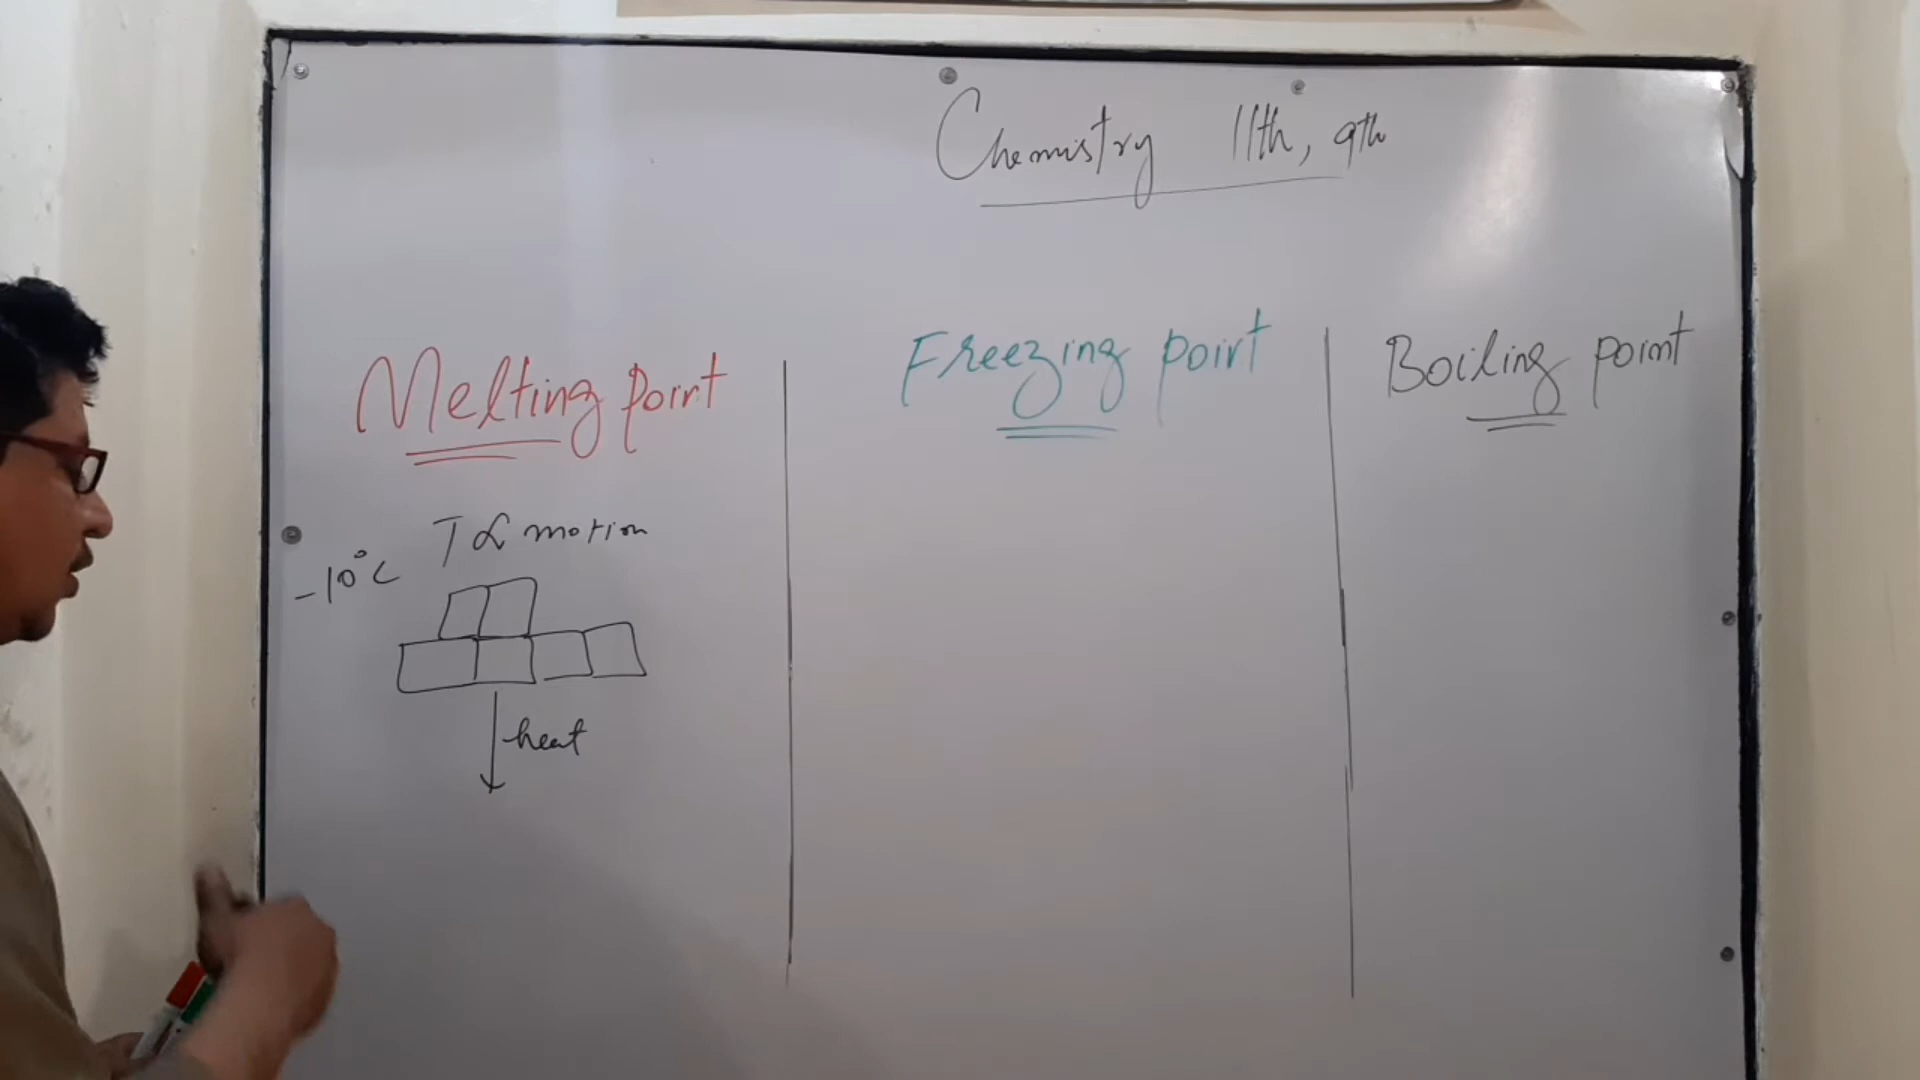 Chemistry 11th, 9th
Melting point
Freezing point
Boiling point
T ∝ motion
-10°C
heat